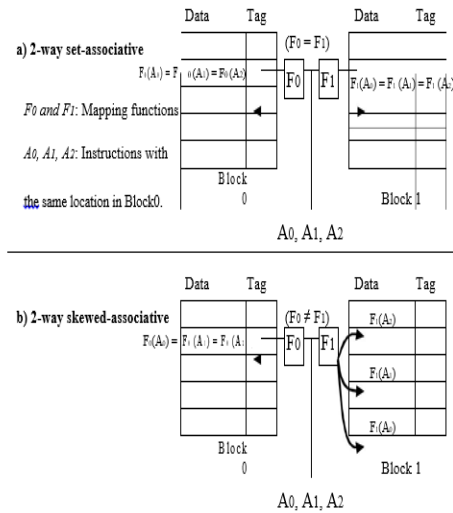 Data Tag Data Tag
a) 2-way set-associative
(F0 = F1)
F0 F1
F1(A0) = F1 (A1) = F1 (A2)
F0 and F1: Mapping functions
A0, A1, A2: Instructions with
the same location in Block0.
Block
0
Block 1
A0, A1, A2
Data Tag Data Tag
b) 2-way skewed-associative
(F0 ≠ F1)
F0 F1
Block
0
Block 1
A0, A1, A2